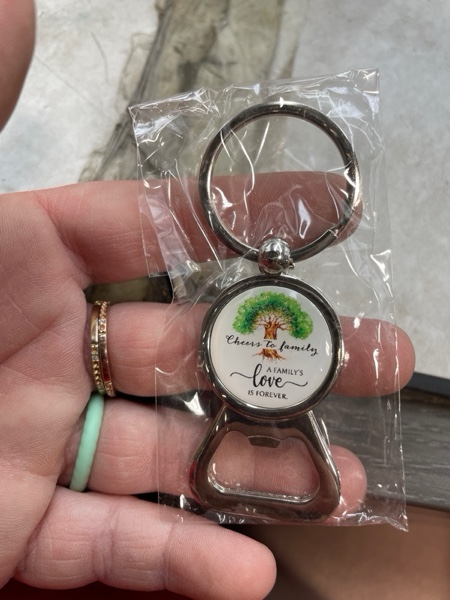 Cheers to family
A FAMILY'S
love
IS FOREVER.